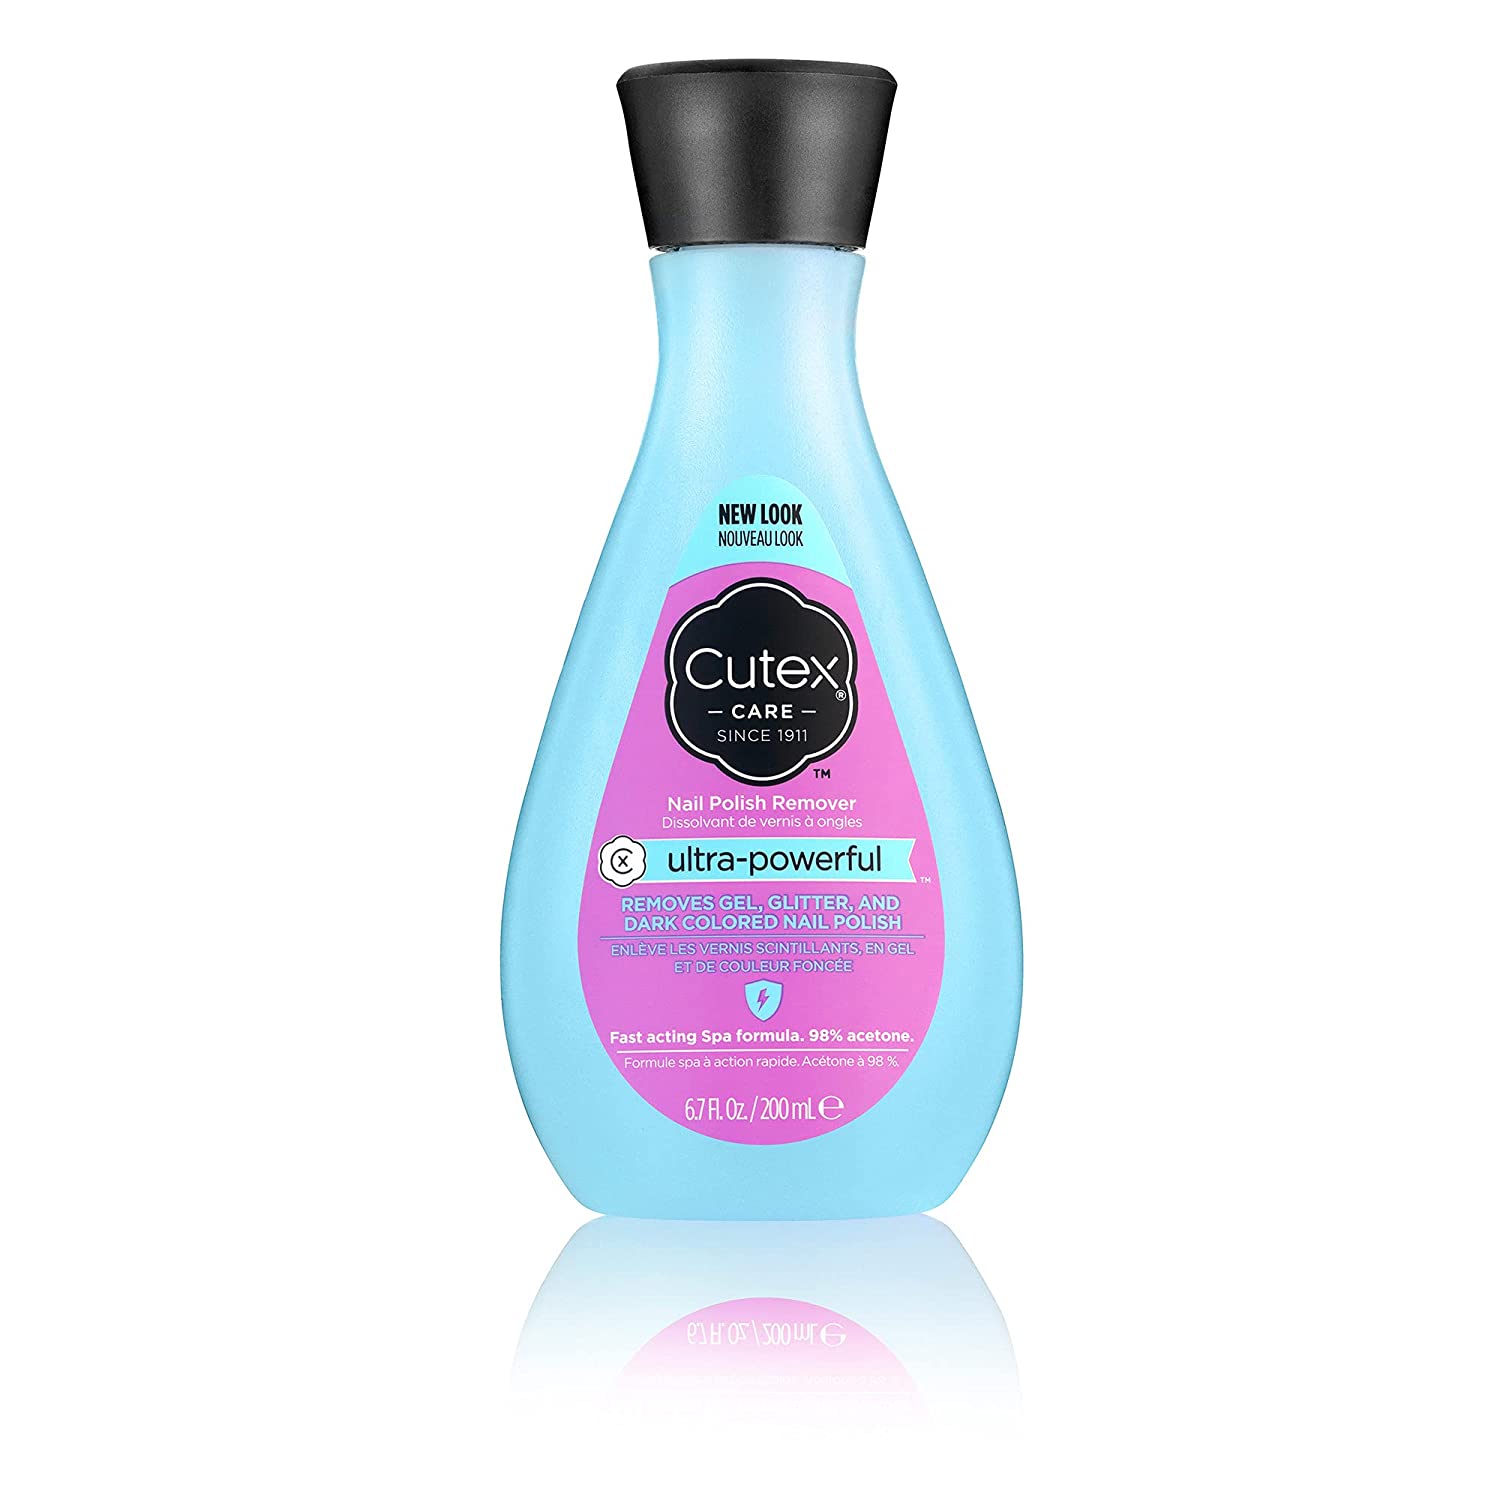 NEW LOOK
NOUVEAU LOOK
Cutex®
– CARE –
SINCE 1911
™
Nail Polish Remover
Dissolvant de vernis à ongles
Cx ultra-powerful™
REMOVES GEL, GLITTER, AND
DARK COLORED NAIL POLISH
ENLÈVE LES VERNIS SCINTILLANTS, EN GEL
ET DE COULEUR FONCÉE
Fast acting Spa formula. 98% acetone.
Formule spa à action rapide. Acétone à 98 %.
6.7 Fl. Oz. / 200 mL ℮